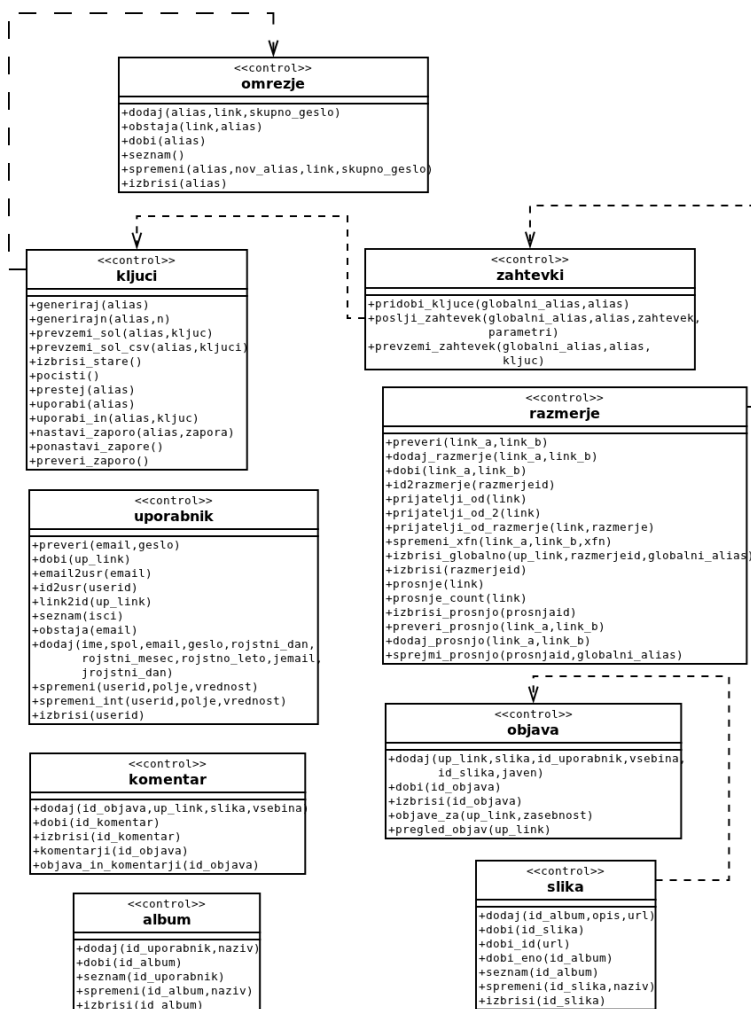 <<control>>
omrezje
+dodaj(alias,link,skupno_geslo)
+obstaja(link,alias)
+dobi(alias)
+seznam()
+spremeni(alias,nov_alias,link,skupno_geslo)
+izbrisi(alias)
<<control>>
kljuci
+generiraj(alias)
+generirajn(alias,n)
+prevzemi_sol(alias,kljuc)
+prevzemi_sol_csv(alias,kljuci)
+izbrisi_stare()
+pocisti()
+prestej(alias)
+uporabi(alias)
+uporabi_in(alias,kljuc)
+nastavi_zaporo(alias,zapora)
+ponastavi_zapore()
+preveri_zaporo()
<<control>>
zahtevki
+pridobi_kljuce(globalni_alias,alias)
+poslji_zahtevek(globalni_alias,alias,zahtevek,
parametri)
+prevzemi_zahtevek(globalni_alias,alias,
kljuc)
<<control>>
razmerje
+preveri(link_a,link_b)
+dodaj_razmerje(link_a,link_b)
+dobi(link_a,link_b)
+id2razmerje(razmerjeid)
+prijatelji_od(link)
+prijatelji_od_2(link)
+prijatelji_od_razmerje(link,razmerje)
+spremeni_xfn(link_a,link_b,xfn)
+izbrisi_globalno(up_link,razmerjeid,globalni_alias)
+izbrisi(razmerjeid)
+prosnje(link)
+prosnje_count(link)
+izbrisi_prosnjo(prosnjaid)
+preveri_prosnjo(link_a,link_b)
+dodaj_prosnjo(link_a,link_b)
+sprejmi_prosnjo(prosnjaid,globalni_alias)
<<control>>
uporabnik
+preveri(email,geslo)
+dobi(up_link)
+email2usr(email)
+id2usr(userid)
+link2id(up_link)
+seznam(isci)
+obstaja(email)
+dodaj(ime,spol,email,geslo,rojstni_dan,
rojstni_mesec,rojstno_leto,jemail,
jrojstni_dan)
+spremeni(userid,polje,vrednost)
+spremeni_int(userid,polje,vrednost)
+izbrisi(userid)
<<control>>
objava
+dodaj(up_link,slika,id_uporabnik,vsebina,
id_slika,javen)
+dobi(id_objava)
+izbrisi(id_objava)
+objave_za(up_link,zasebnost)
+pregled_objav(up_link)
<<control>>
komentar
+dodaj(id_objava,up_link,slika,vsebina)
+dobi(id_komentar)
+izbrisi(id_komentar)
+komentarji(id_objava)
+objava_in_komentarji(id_objava)
<<control>>
slika
+dodaj(id_album,opis,url)
+dobi(id_slika)
+dobi_id(url)
+dobi_eno(id_album)
+seznam(id_album)
+spremeni(id_slika,naziv)
+izbrisi(id_slika)
<<control>>
album
+dodaj(id_uporabnik,naziv)
+dobi(id_album)
+seznam(id_uporabnik)
+spremeni(id_album,naziv)
+izbrisi(id_album)